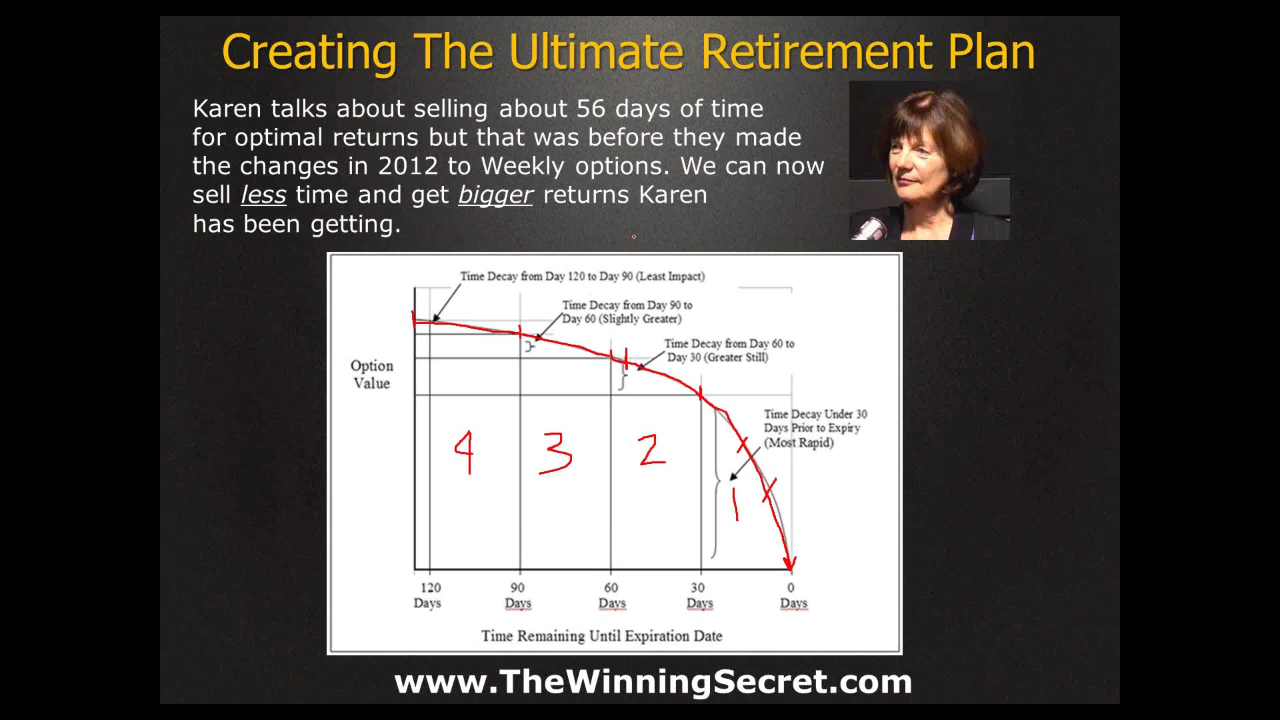 Creating The Ultimate Retirement Plan
Karen talks about selling about 56 days of time
for optimal returns but that was before they made
the changes in 2012 to Weekly options. We can now
sell less time and get bigger returns Karen
has been getting.
Time Decay from Day 120 to Day 90 (Least Impact)
Time Decay from Day 90 to
Day 60 (Slightly Greater)
Time Decay from Day 60 to
Day 30 (Greater Still)
Option
Value
Time Decay Under 30
Days Prior to Expiry
(Most Rapid)
4 3 2
1
120 90 60 30 0
Days Days Days Days Days
Time Remaining Until Expiration Date
www.TheWinningSecret.com